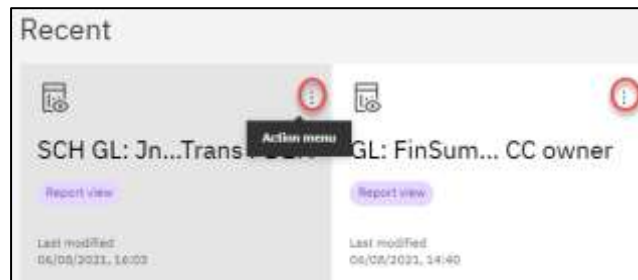 Recent
Action menu
SCH GL: Jn...Trans
GL: FinSum... CC owner
Report view
Report view
Last modified
06/08/2021, 16:03
Last modified
06/08/2021, 14:40